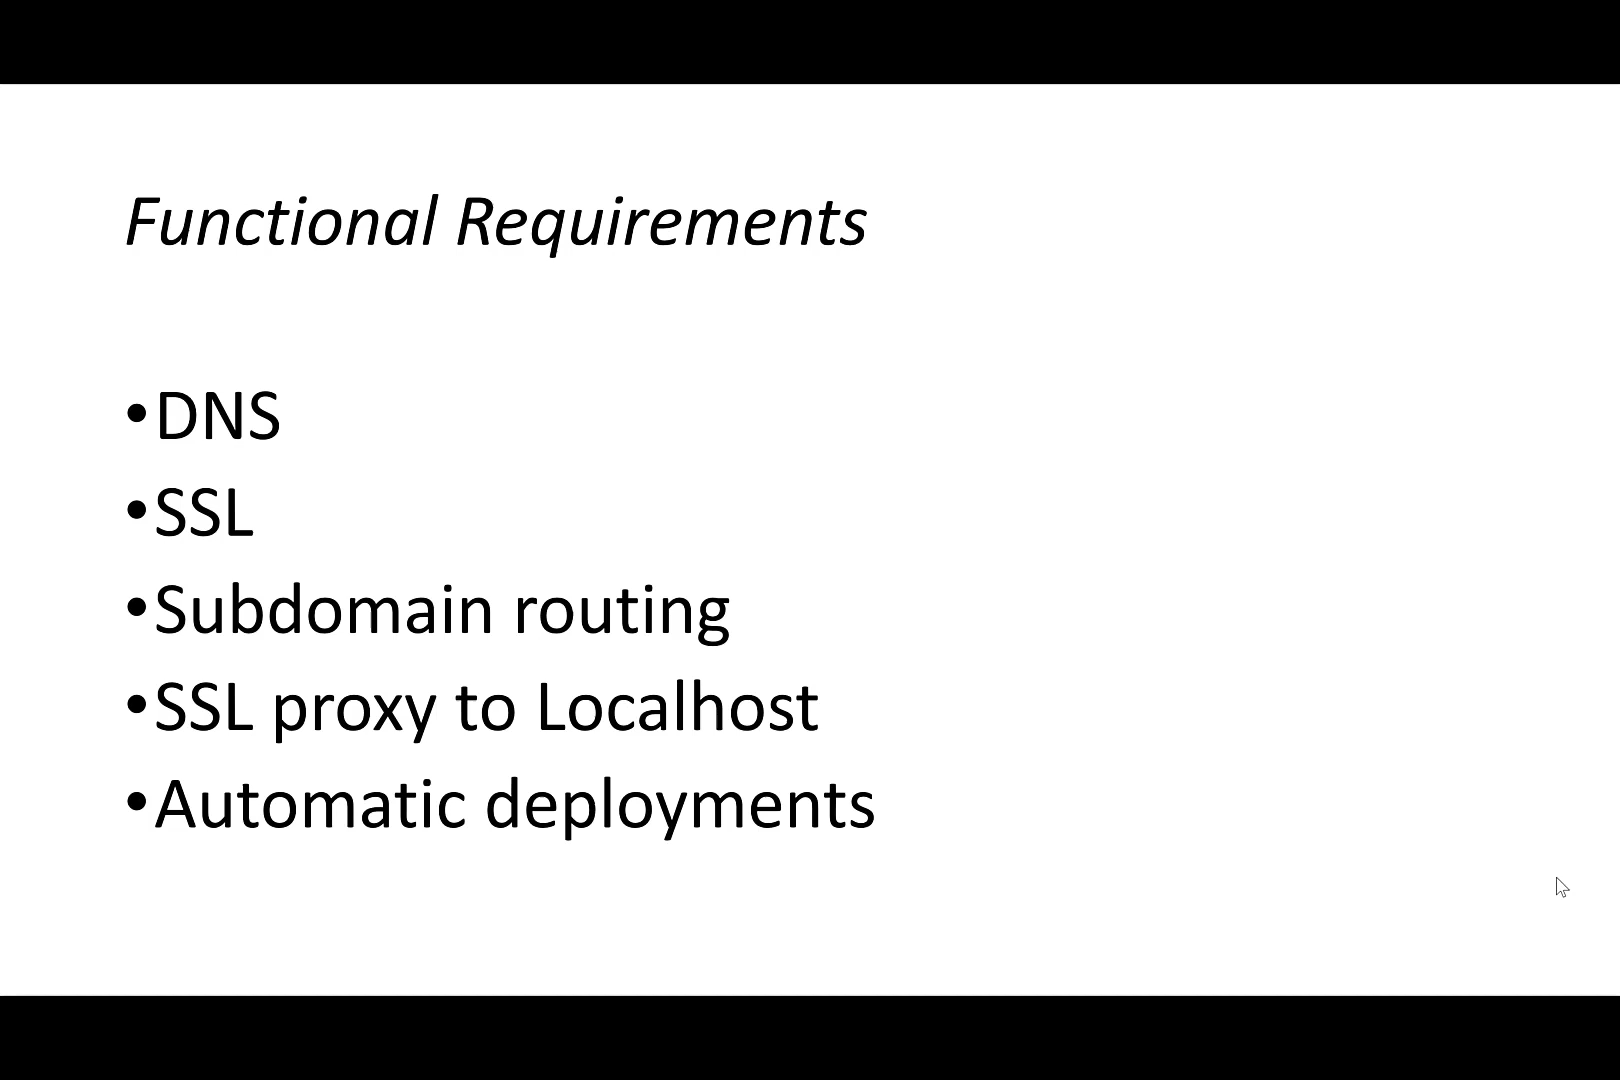 Functional Requirements
•DNS
•SSL
•Subdomain routing
•SSL proxy to Localhost
•Automatic deployments